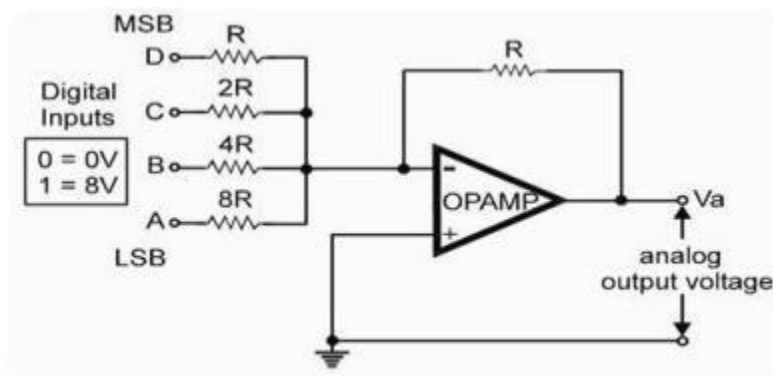 MSB
D
R
R
Digital
Inputs
C
2R
0 = 0V
1 = 8V
B
4R
-
OPAMP
+
A
8R
Va
LSB
analog
output voltage